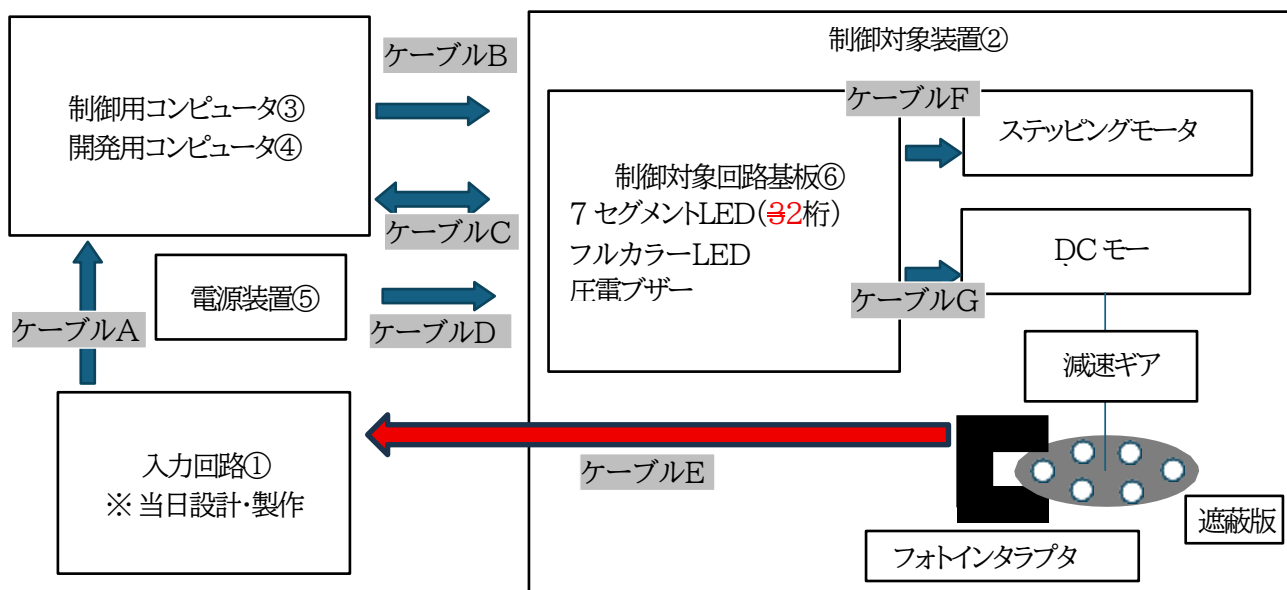 制御用コンピュータ③
開発用コンピュータ④
ケーブルB
ケーブルC
電源装置⑤
ケーブルD
ケーブルA
入力回路①
※当日設計・製作
制御対象装置②
制御対象回路基板⑥
7セグメントLED(32桁)
フルカラーLED
圧電ブザー
ケーブルF
ステッピングモータ
ケーブルG
DCモー
減速ギア
ケーブルE
遮蔽版
フォトインタラプタ